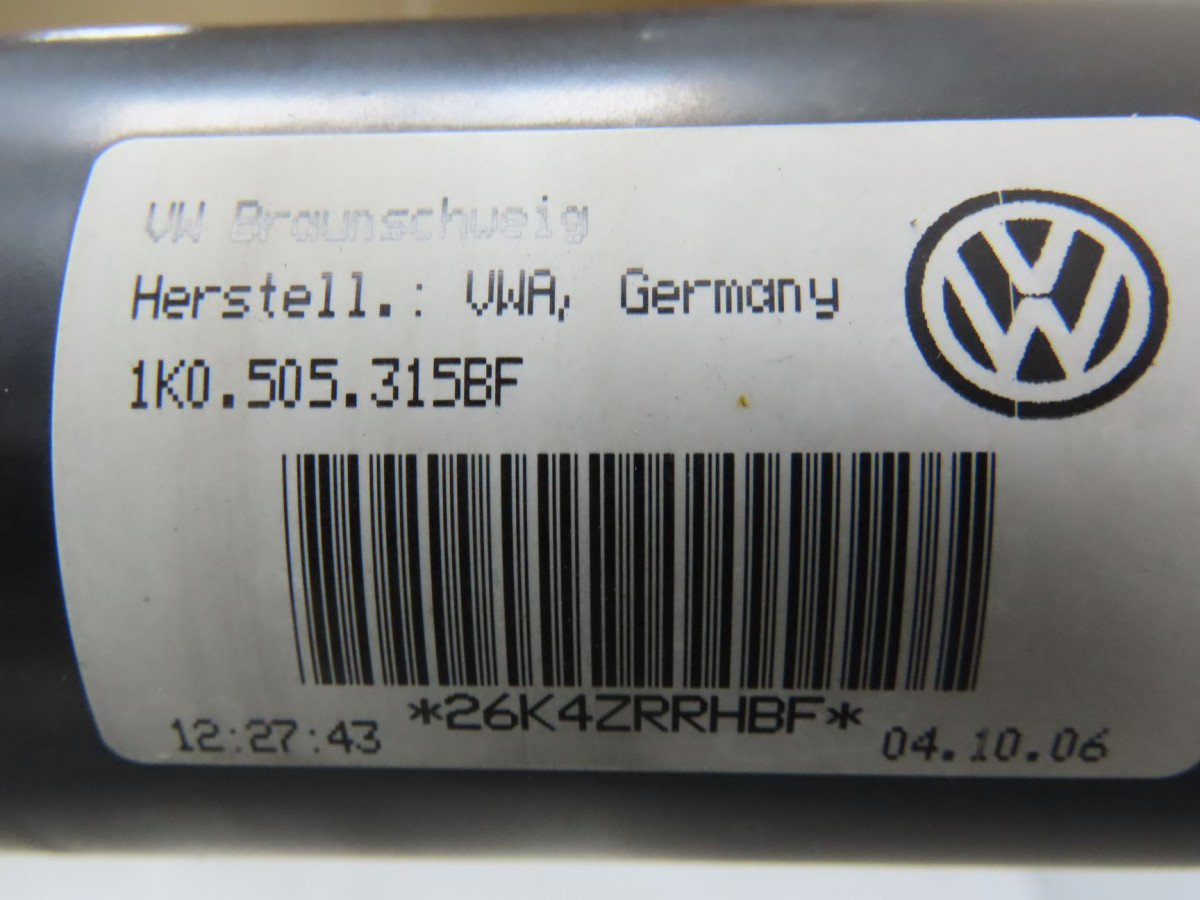 VW Braunschweig
Herstell.: VWA, Germany
1K0.505.315BF
*26K4ZRRHBF*
12:27:43
04.10.06